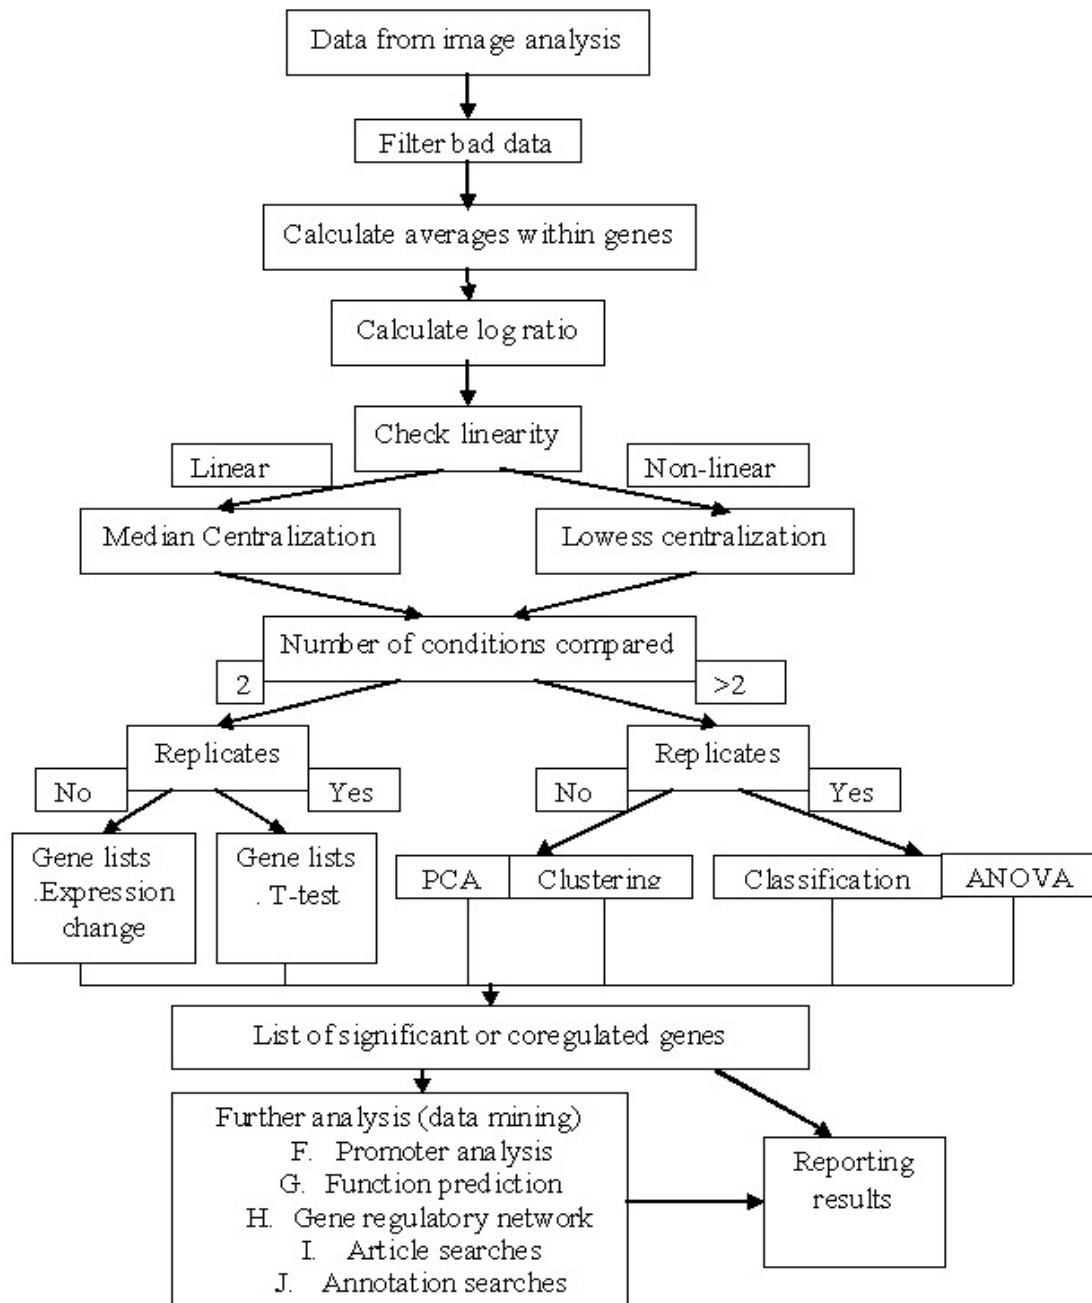 Data from image analysis
Filter bad data
Calculate averages within genes
Calculate log ratio
Check linearity
Linear
Non-linear
Median Centralization
Lowess centralization
Number of conditions compared
2
>2
Replicates
Replicates
No
Yes
No
Yes
Gene lists
.Expression
change
Gene lists
. T-test
PCA
Clustering
Classification
ANOVA
List of significant or coregulated genes
Further analysis (data mining)
F. Promoter analysis
G. Function prediction
H. Gene regulatory network
I. Article searches
J. Annotation searches
Reporting
results